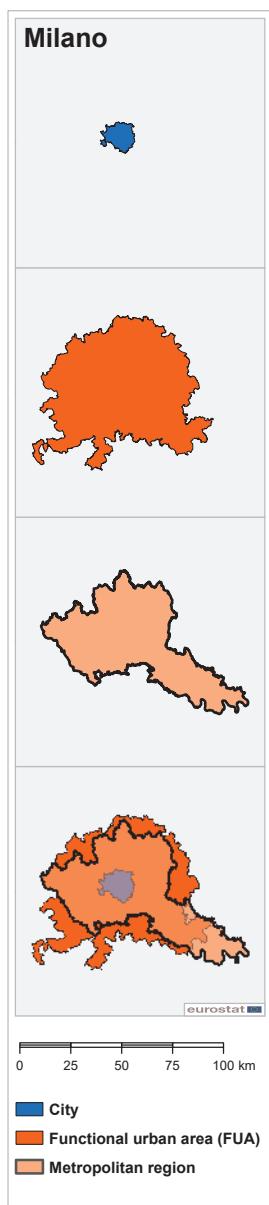 Milano
eurostat
0 25 50 75 100 km
City
Functional urban area (FUA)
Metropolitan region